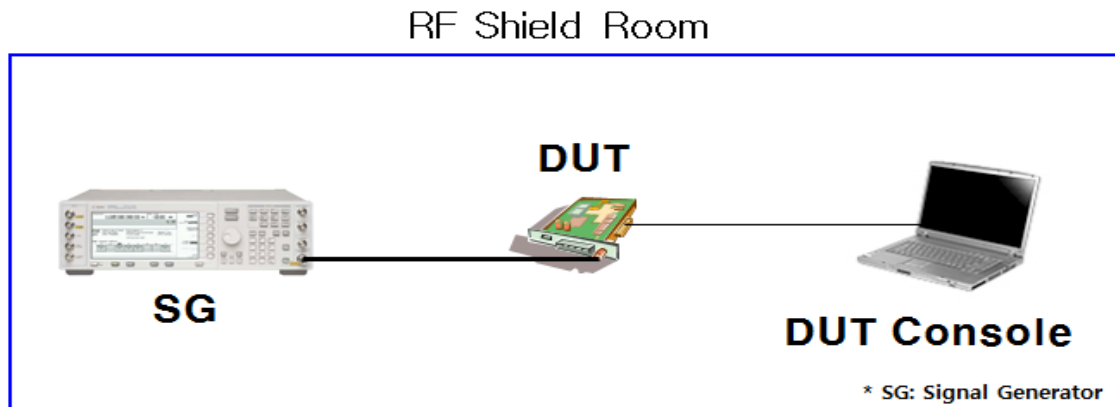 RF Shield Room
DUT
SG
DUT Console
* SG: Signal Generator